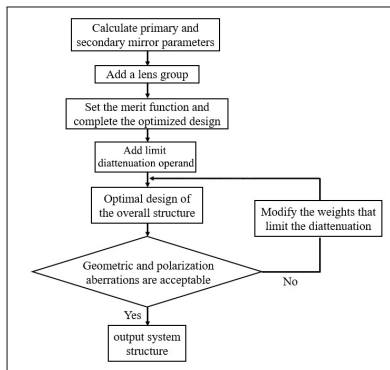 Calculate primary and
secondary mirror parameters
Add a lens group
Set the merit function and
complete the optimized design
Add limit
diattenuation operand
Optimal design of
the overall structure
Modify the weights that
limit the diattenuation
Geometric and polarization
aberrations are acceptable
No
Yes
output system
structure